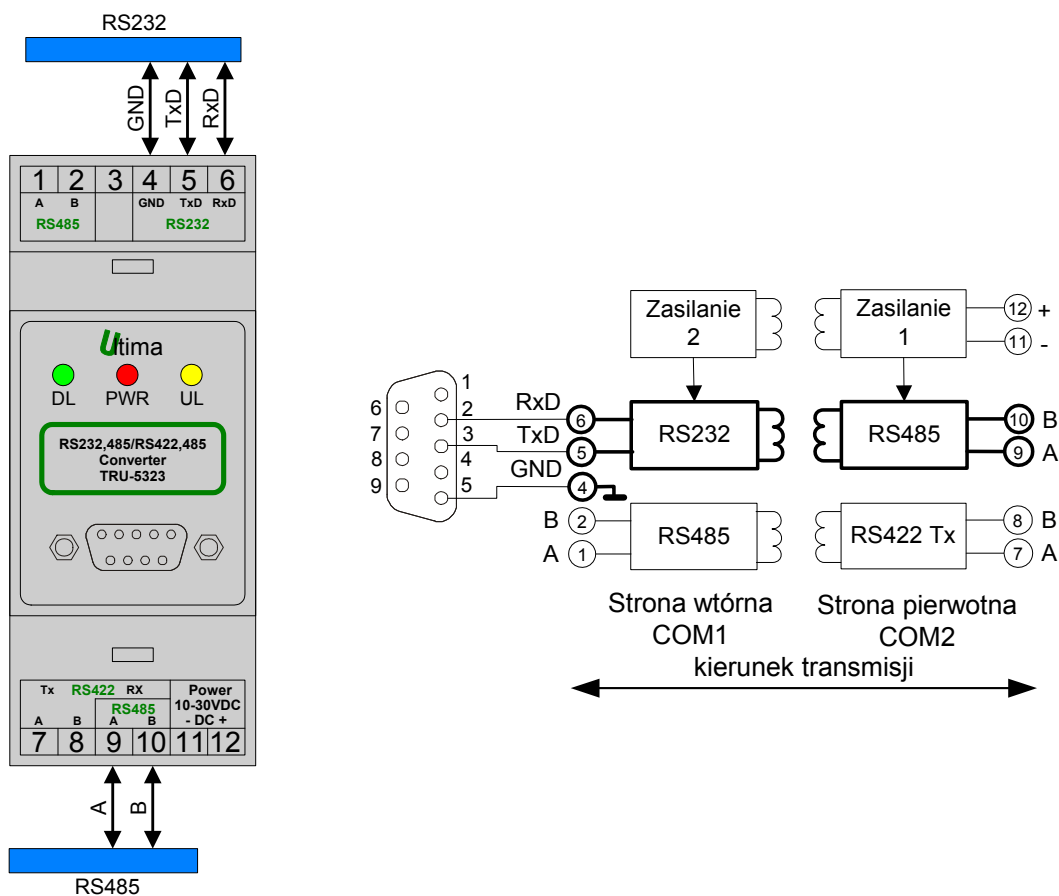 RS232
GND
TxD
RxD
1 2 3 4 5 6
A B GND TxD RxD
RS485 RS232
Ultima
DL PWR UL
RS232,485/RS422,485
Converter
TRU-5323
Tx RS422 RX Power
RS485 10-30VDC
A B A B - DC +
7 8 9 10 11 12
A
B
RS485
Zasilanie
2
Zasilanie
1
12 +
11 -
1
6 2
7 3
8 4
9 5
RxD 6
TxD 5
GND 4
RS232
RS485
10 B
9 A
B 2
A 1
RS485
RS422 Tx
8 B
7 A
Strona wtórna
COM1
Strona pierwotna
COM2
kierunek transmisji